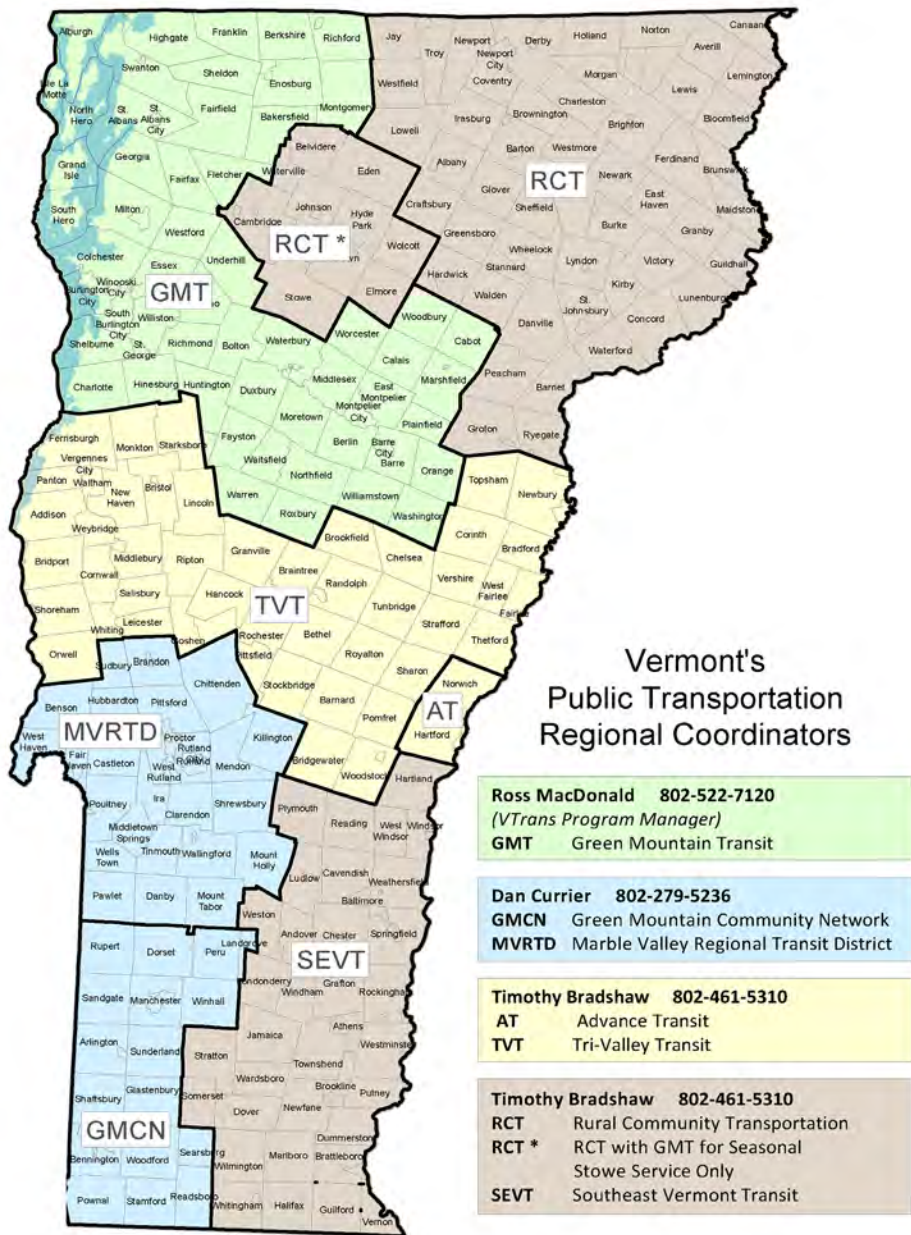 Alburgh
Highgate
Franklin
Berkshire
Richford
Jay
Troy
Newport
Newport City
Derby
Holland
Norton
Canaan
Averill
Swanton
Sheldon
Enosburg
Westfield
Coventry
Morgan
Lemington
La Motte
North Hero
St. Albans
St. Albans City
Fairfield
Bakersfield
Montgomer
Lowell
Irasburg
Brownington
Charleston
Lewis
Brighton
Bloomfield
Grand Isle
Georgia
Fairfax
Fletcher
Waterville
Belvidere
Eden
Albany
Barton
Westmore
Ferdinand
Brunswick
South Hero
Milton
Westford
Cambridge
Johnson
Hyde Park
Craftsbury
Glover
Sheffield
RCT
Newark
East Haven
Maidstone
Colchester
Essex
Underhill
RCT *
Wolcott
Greensboro
Wheelock
Burke
Granby
Winooski City
Burlington City
GMT
Stowe
Elmore
Hardwick
Stannard
Lyndon
Victory
Guildhall
South Burlington City
Williston
Kirby
Lunenburg
Shelburne
St. George
Richmond
Bolton
Waterbury
Worcester
Woodbury
Walden
Danville
St. Johnsbury
Concord
Cabot
Waterford
Charlotte
Hinesburg
Huntington
Duxbury
Middlesex
Calais
East Montpelier
Marshfield
Peacham
Barnet
Montpelier City
Moretown
Plainfield
Groton
Ryegate
Ferrisburgh
Monkton
Starksboro
Fayston
Berlin
Barre City
Barre
Vergennes City
Panton
Waltham
New Haven
Bristol
Waitsfield
Northfield
Orange
Topsham
Newbury
Addison
Weybridge
Lincoln
Warren
Roxbury
Williamstown
Washington
Corinth
Bradford
Bridport
Cornwall
Middlebury
Ripton
Granville
Braintree
Brookfield
Randolph
Chelsea
Vershire
West Fairlee
Fairlee
Shoreham
Salisbury
Hancock
TVT
Tunbridge
Strafford
Thetford
Whiting
Leicester
Goshen
Rochester
Pittsfield
Bethel
Royalton
Sharon
Norwich
Orwell
Sudbury
Brandon
Chittenden
Stockbridge
Barnard
Pomfret
AT
Hartford
Benson
Hubbardton
Pittsford
MVRTD
West Haven
Fair Haven
Castleton
Proctor
Rutland
Rutland
West Rutland
Mendon
Killington
Bridgewater
Woodstock
Hartland
Poultney
Ira
Clarendon
Shrewsbury
Plymouth
Reading
West Windsor
Windsor
Middletown Springs
Wells Town
Tinmouth
Wallingford
Mount Holly
Ludlow
Cavendish
Weathersfield
Baltimore
Pawlet
Danby
Mount Tabor
Weston
Andover
Chester
Springfield
Rupert
Dorset
Peru
Landgrove
SEVT
Londonderry
Windham
Grafton
Rockingham
Sandgate
Manchester
Winhall
Jamaica
Athens
Westminster
Arlington
Sunderland
Stratton
Townshend
Wardsboro
Brookline
Putney
Shaftsbury
Glastenbury
Somerset
Dover
Newfane
GMCN
Dummerston
Brattleboro
Bennington
Woodford
Searsburg
Wilmington
Marlboro
Pownal
Stamford
Readsboro
Whitingham
Halifax
Guilford
Vernon
Vermont's
Public Transportation
Regional Coordinators
Ross MacDonald 802-522-7120
(VTrans Program Manager)
GMT Green Mountain Transit
Dan Currier 802-279-5236
GMCN Green Mountain Community Network
MVRTD Marble Valley Regional Transit District
Timothy Bradshaw 802-461-5310
AT Advance Transit
TVT Tri-Valley Transit
Timothy Bradshaw 802-461-5310
RCT Rural Community Transportation
RCT * RCT with GMT for Seasonal
Stowe Service Only
SEVT Southeast Vermont Transit